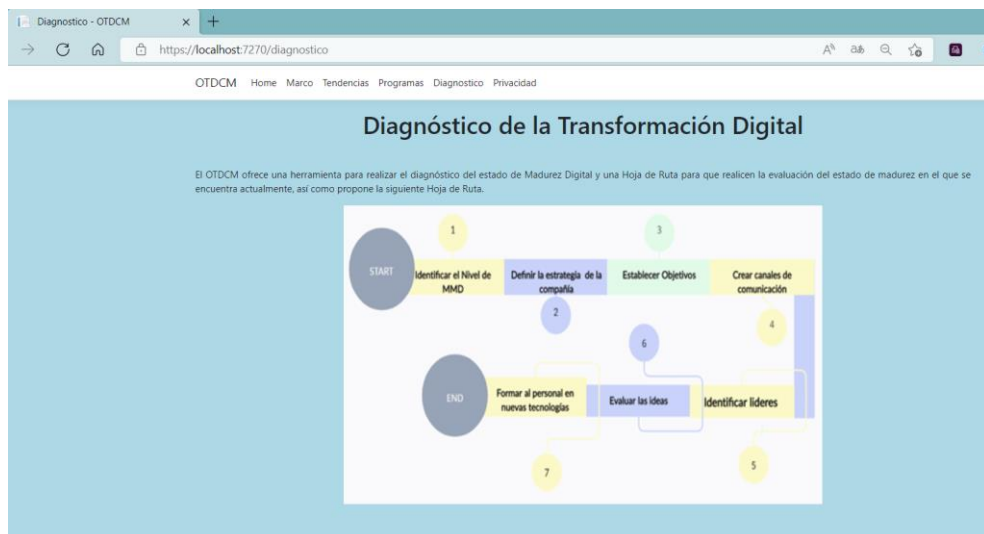 Diagnostico - OTDCM
https://localhost:7270/diagnostico
OTDCM Home Marco Tendencias Programas Diagnostico Privacidad
Diagnóstico de la Transformación Digital
El OTDCM ofrece una herramienta para realizar el diagnóstico del estado de Madurez Digital y una Hoja de Ruta para que realicen la evaluación del estado de madurez en el que se
encuentra actualmente, así como propone la siguiente Hoja de Ruta.
START
1
Identificar el Nivel de
MMD
Definir la estrategia de la
compañía
2
3
Establecer Objetivos
Crear canales de
comunicación
4
Identificar lideres
5
6
Evaluar las ideas
Formar al personal en
nuevas tecnologías
7
END